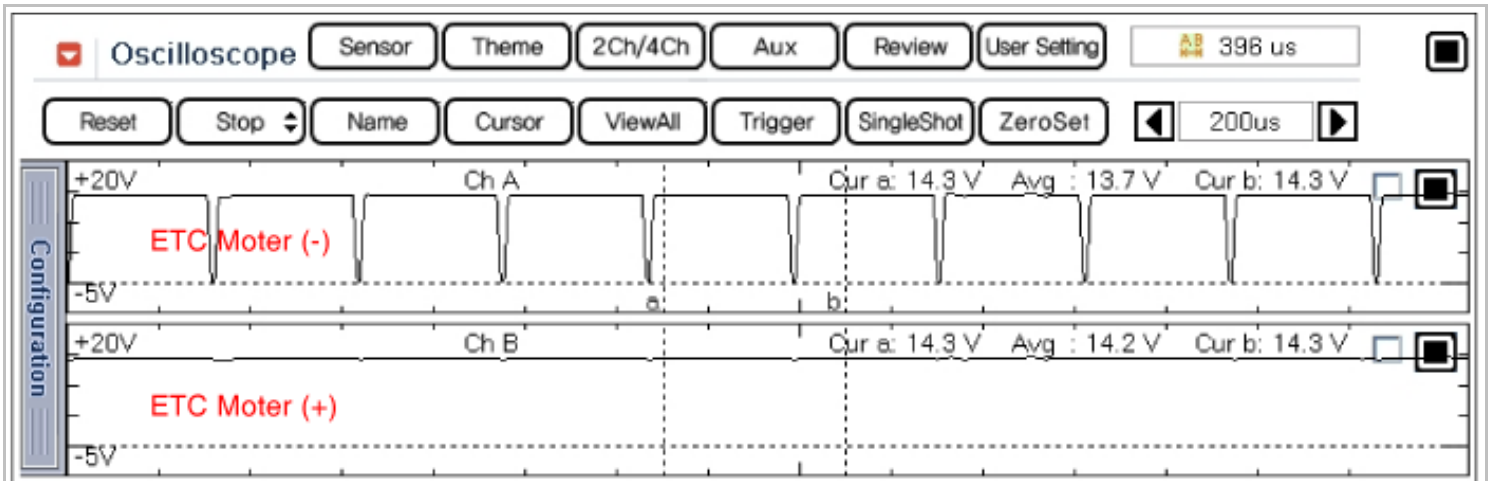 Oscilloscope Sensor Theme 2Ch/4Ch Aux Review User Setting AB 396 us
Reset Stop Name Cursor ViewAll Trigger SingleShot ZeroSet 200us
Configuration
+20V Ch A Cur a: 14.3 V Avg : 13.7 V Cur b: 14.3 V
ETC Moter (-)
-5V
a b
+20V Ch B Cur a: 14.3 V Avg : 14.2 V Cur b: 14.3 V
ETC Moter (+)
-5V